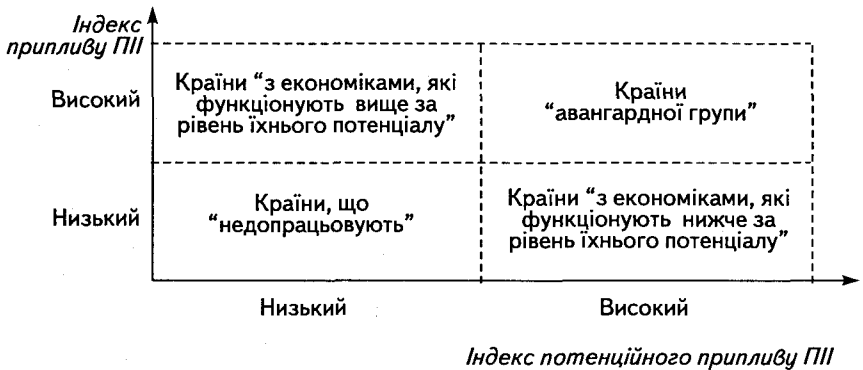 Індекс
припливу ПІІ
Високий
Країни “з економіками, які
функціонують вище за
рівень їхнього потенціалу”
Країни
“авангардної групи”
Низький
Країни, що
“недопрацьовують”
Країни “з економіками, які
функціонують нижче за
рівень їхнього потенціалу”
Низький
Високий
Індекс потенційного припливу ПІІ